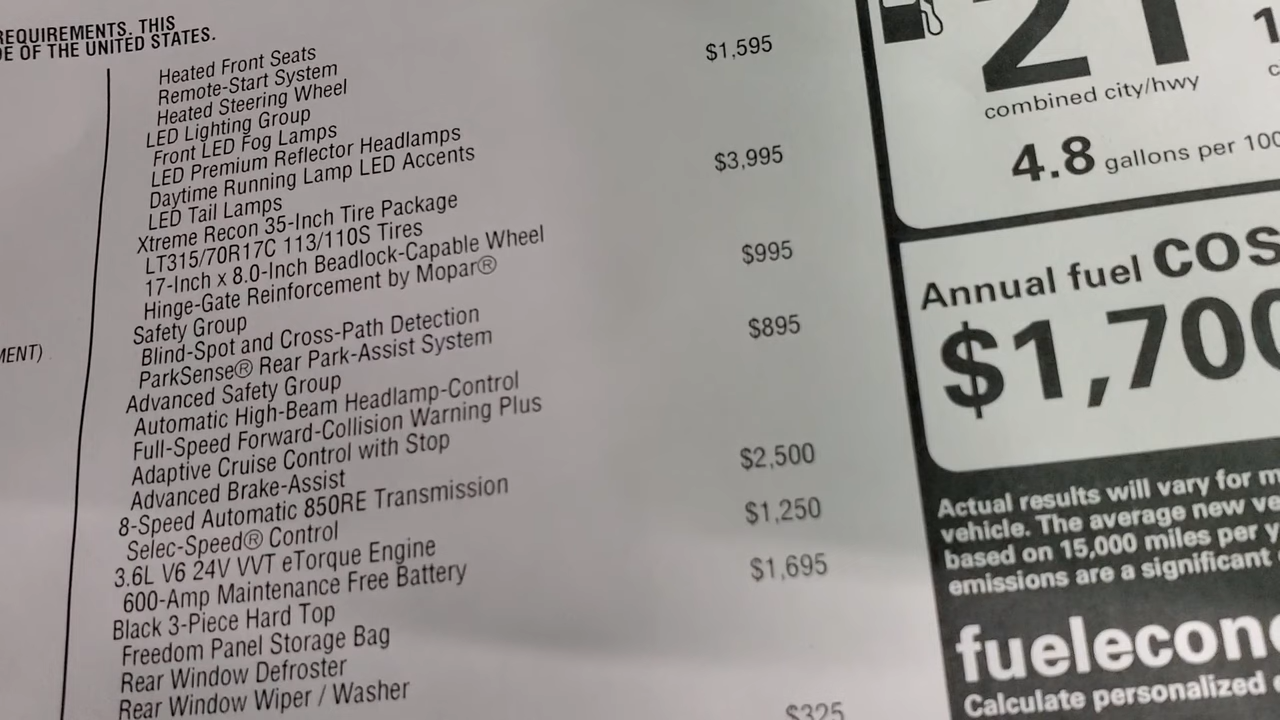 REQUIREMENTS. THIS
DE OF THE UNITED STATES.
MENT)
Heated Front Seats
Remote-Start System
Heated Steering Wheel
LED Lighting Group $1,595
Front LED Fog Lamps
LED Premium Reflector Headlamps
Daytime Running Lamp LED Accents
LED Tail Lamps
Xtreme Recon 35-Inch Tire Package $3,995
LT315/70R17C 113/110S Tires
17-Inch x 8.0-Inch Beadlock-Capable Wheel
Hinge-Gate Reinforcement by Mopar®
Safety Group $995
Blind-Spot and Cross-Path Detection
ParkSense® Rear Park-Assist System
Advanced Safety Group $895
Automatic High-Beam Headlamp-Control
Full-Speed Forward-Collision Warning Plus
Adaptive Cruise Control with Stop
Advanced Brake-Assist
8-Speed Automatic 850RE Transmission $2,500
Selec-Speed® Control
3.6L V6 24V VVT eTorque Engine $1,250
600-Amp Maintenance Free Battery
Black 3-Piece Hard Top $1,695
Freedom Panel Storage Bag
Rear Window Defroster
Rear Window Wiper / Washer
$325
21
combined city/hwy
4.8 gallons per 100
Annual fuel cos
$1,700
Actual results will vary for m
vehicle. The average new ve
based on 15,000 miles per y
emissions are a significant
fuelecon
Calculate personalized e